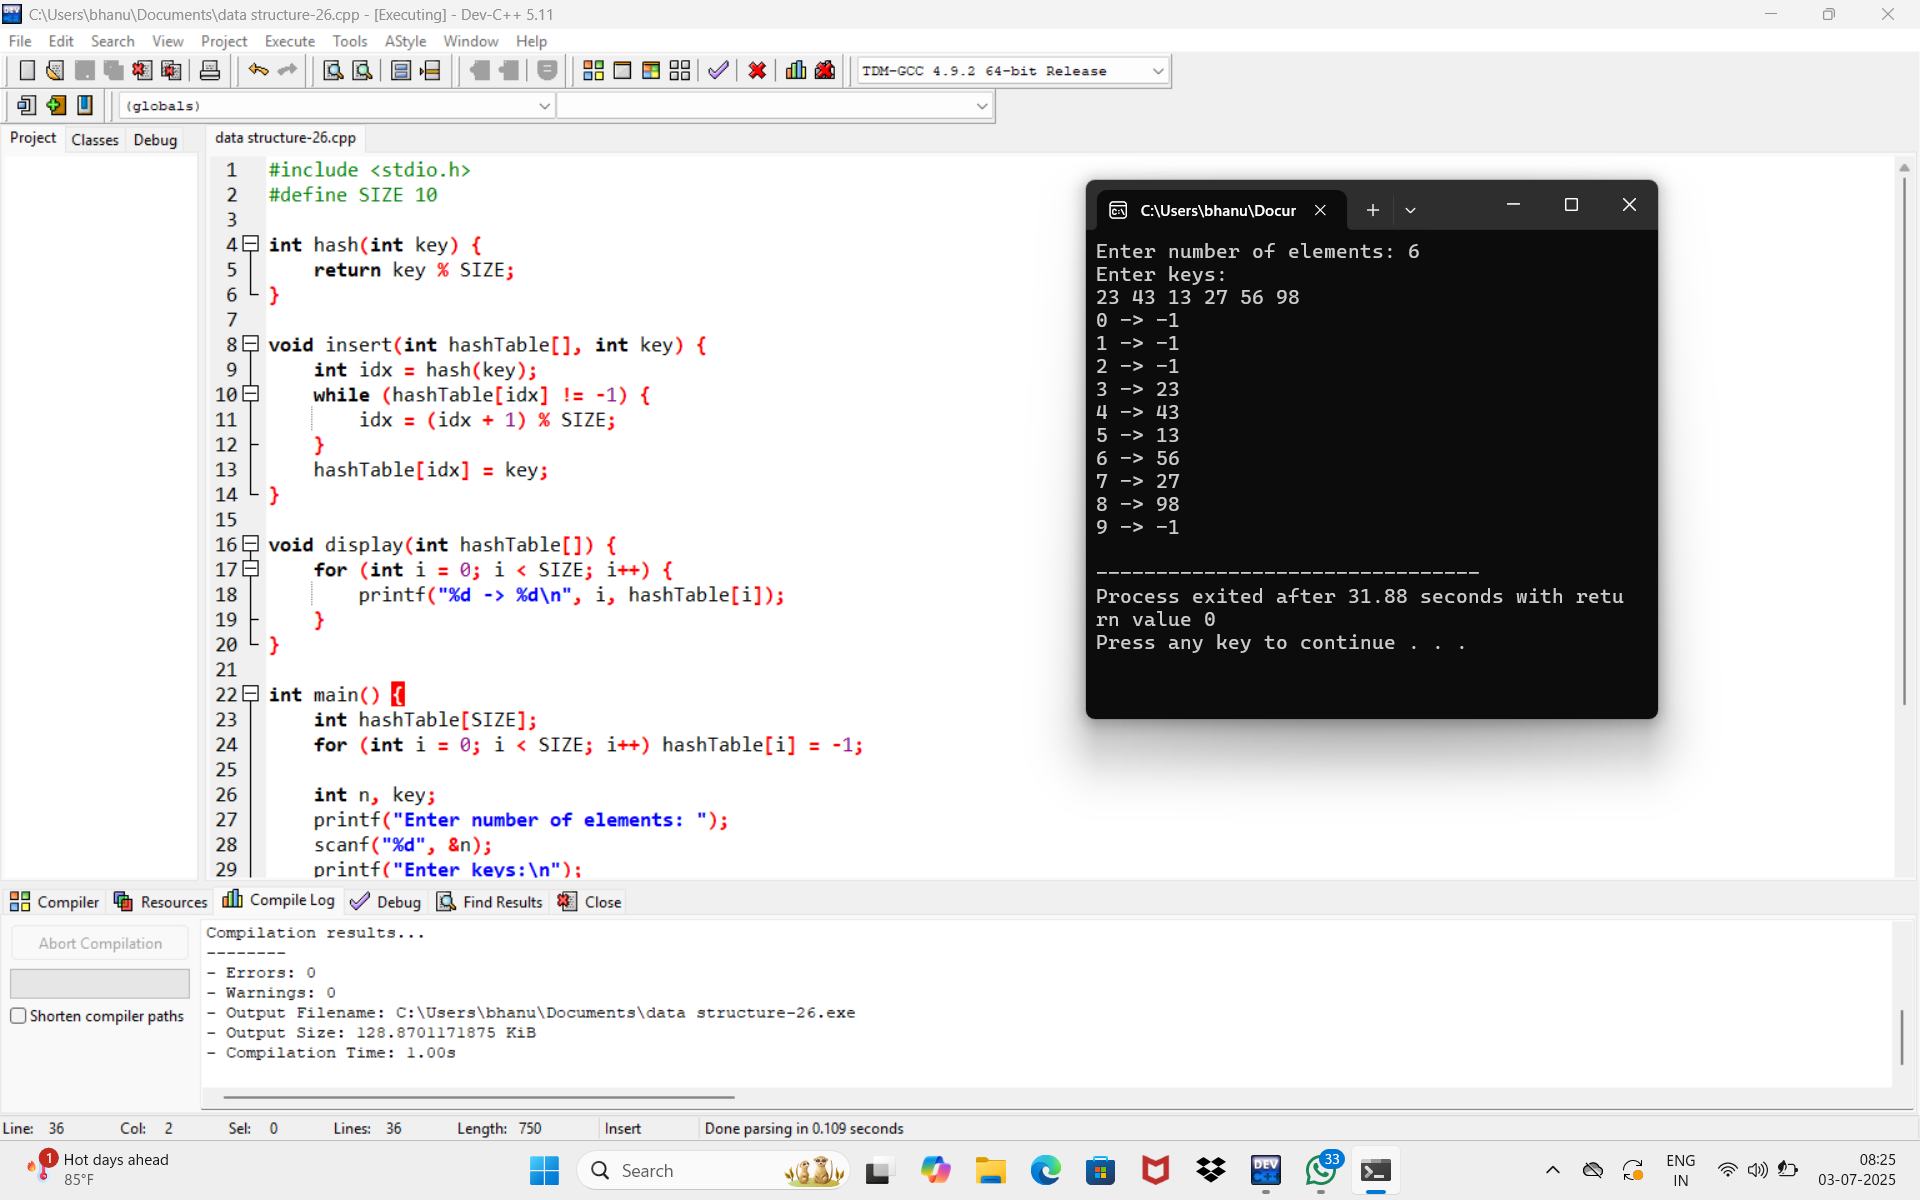 C:\Users\bhanu\Documents\data structure-26.cpp - [Executing] - Dev-C++ 5.11
File Edit Search View Project Execute Tools AStyle Window Help
TDM-GCC 4.9.2 64-bit Release
(globals)
Project Classes Debug
data structure-26.cpp
1 #include <stdio.h>
2 #define SIZE 10
3
4 int hash(int key) {
5     return key % SIZE;
6 }
7
8 void insert(int hashTable[], int key) {
9     int idx = hash(key);
10     while (hashTable[idx] != -1) {
11         idx = (idx + 1) % SIZE;
12     }
13     hashTable[idx] = key;
14 }
15
16 void display(int hashTable[]) {
17     for (int i = 0; i < SIZE; i++) {
18         printf("%d -> %d\n", i, hashTable[i]);
19     }
20 }
21
22 int main() {
23     int hashTable[SIZE];
24     for (int i = 0; i < SIZE; i++) hashTable[i] = -1;
25
26     int n, key;
27     printf("Enter number of elements: ");
28     scanf("%d", &n);
29     printf("Enter keys:\n");
C:\Users\bhanu\Docur
Enter number of elements: 6
Enter keys:
23 43 13 27 56 98
0 -> -1
1 -> -1
2 -> -1
3 -> 23
4 -> 43
5 -> 13
6 -> 56
7 -> 27
8 -> 98
9 -> -1
--------------------------------
Process exited after 31.88 seconds with retu
rn value 0
Press any key to continue . . .
Compiler Resources Compile Log Debug Find Results Close
Abort Compilation
Shorten compiler paths
Compilation results...
--------
- Errors: 0
- Warnings: 0
- Output Filename: C:\Users\bhanu\Documents\data structure-26.exe
- Output Size: 128.8701171875 KiB
- Compilation Time: 1.00s
Line: 36 Col: 2 Sel: 0 Lines: 36 Length: 750 Insert Done parsing in 0.109 seconds
1
Hot days ahead
85°F
Search
DEV
33
ENG
IN
08:25
03-07-2025